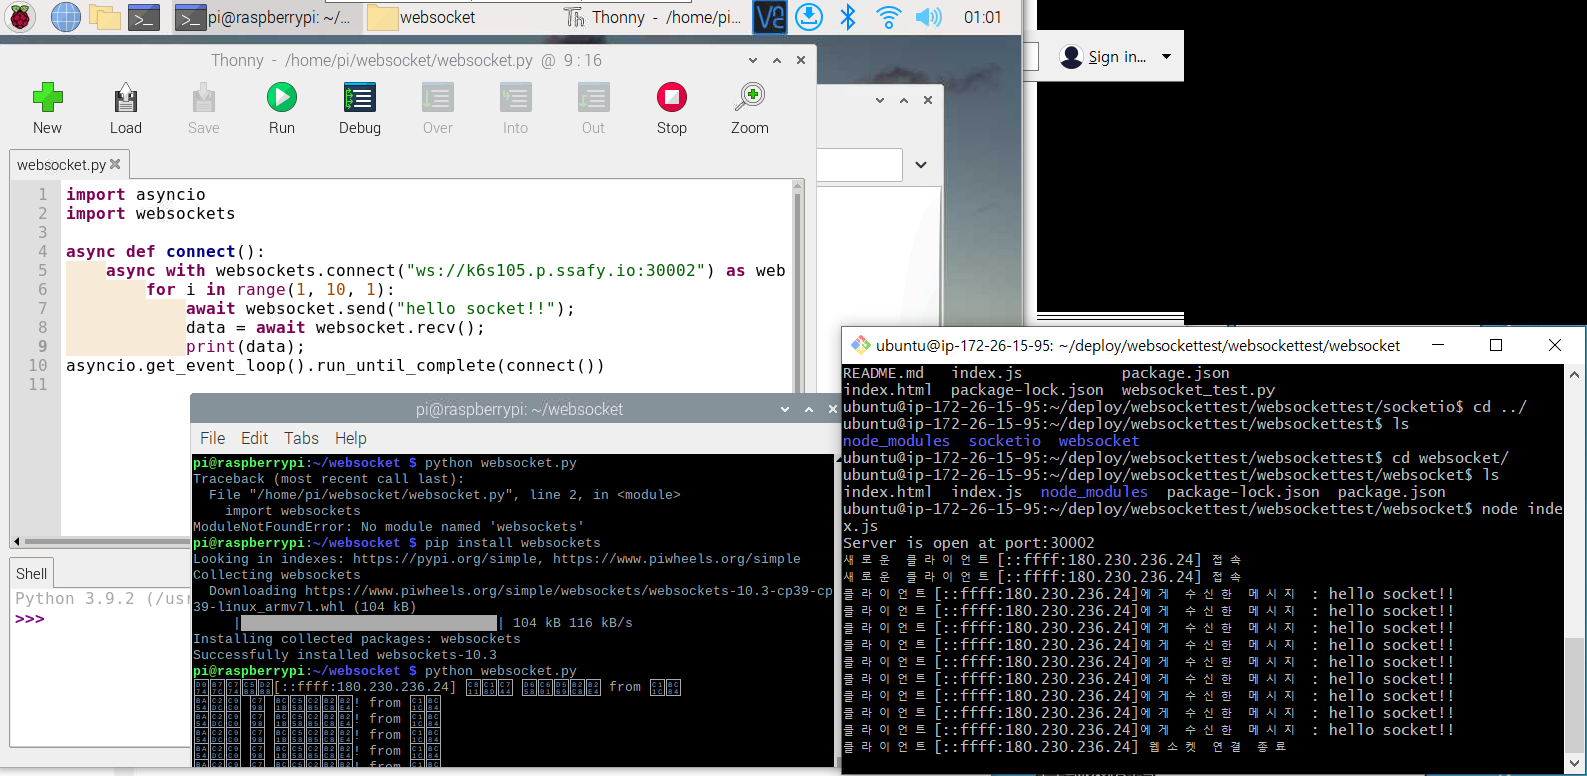 pi@raspberrypi: ~/...
websocket
Thonny - /home/pi...
01:01
Sign in...
Thonny - /home/pi/websocket/websocket.py @ 9:16
New
Load
Save
Run
Debug
Over
Into
Out
Stop
Zoom
websocket.py
1 import asyncio
2 import websockets
3
4 async def connect():
5 async with websockets.connect("ws://k6s105.p.ssafy.io:30002") as web
6 for i in range(1, 10, 1):
7 await websocket.send("hello socket!!");
8 data = await websocket.recv();
9 print(data);
10 asyncio.get_event_loop().run_until_complete(connect())
11
Shell
Python 3.9.2 (/usr
>>>
pi@raspberrypi: ~/websocket
File Edit Tabs Help
pi@raspberrypi:~/websocket $ python websocket.py
Traceback (most recent call last):
File "/home/pi/websocket/websocket.py", line 2, in <module>
import websockets
ModuleNotFoundError: No module named 'websockets'
pi@raspberrypi:~/websocket $ pip install websockets
Looking in indexes: https://pypi.org/simple, https://www.piwheels.org/simple
Collecting websockets
Downloading https://www.piwheels.org/simple/websockets/websockets-10.3-cp39-cp
39-linux_armv7l.whl (104 kB)
| | 104 kB 116 kB/s
Installing collected packages: websockets
Successfully installed websockets-10.3
pi@raspberrypi:~/websocket $ python websocket.py
[::ffff:180.230.236.24] from
! from
! from
! from
! from
! from
ubuntu@ip-172-26-15-95: ~/deploy/websockettest/websockettest/websocket
README.md index.js package.json
index.html package-lock.json websocket_test.py
ubuntu@ip-172-26-15-95:~/deploy/websockettest/websockettest/socketio$ cd ../
ubuntu@ip-172-26-15-95:~/deploy/websockettest/websockettest$ ls
node_modules socketio websocket
ubuntu@ip-172-26-15-95:~/deploy/websockettest/websockettest$ cd websocket/
ubuntu@ip-172-26-15-95:~/deploy/websockettest/websockettest/websocket$ ls
index.html index.js node_modules package-lock.json package.json
ubuntu@ip-172-26-15-95:~/deploy/websockettest/websockettest/websocket$ node inde
x.js
Server is open at port:30002
새로운 클라이언트[::ffff:180.230.236.24] 접속
새로운 클라이언트[::ffff:180.230.236.24] 접속
클라이언트[::ffff:180.230.236.24]에게 수신한 메시지 : hello socket!!
클라이언트[::ffff:180.230.236.24]에게 수신한 메시지 : hello socket!!
클라이언트[::ffff:180.230.236.24]에게 수신한 메시지 : hello socket!!
클라이언트[::ffff:180.230.236.24]에게 수신한 메시지 : hello socket!!
클라이언트[::ffff:180.230.236.24]에게 수신한 메시지 : hello socket!!
클라이언트[::ffff:180.230.236.24]에게 수신한 메시지 : hello socket!!
클라이언트[::ffff:180.230.236.24]에게 수신한 메시지 : hello socket!!
클라이언트[::ffff:180.230.236.24]에게 수신한 메시지 : hello socket!!
클라이언트[::ffff:180.230.236.24]에게 수신한 메시지 : hello socket!!
클라이언트[::ffff:180.230.236.24] 웹소켓 연결 종료